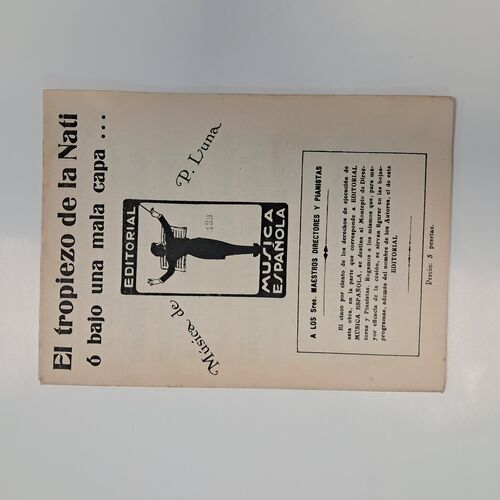 El tropiezo de la Nati
ó bajo una mala capa...
EDITORIAL
139
MUSICA
ESPAÑOLA
Música de P. Luna
A LOS Sres. MAESTROS DIRECTORES Y PIANISTAS
El cinco por ciento de los derechos de ejecución de
esta obra, en la parte que corresponde a EDITORIAL
MÚSICA ESPAÑOLA, se destina al Montepío de Direc-
tores y Pianistas. Rogamos a los mismos que, para ma-
yor eficacia de la cesión, se sirvan figurar en las hojas-
programas, además del nombre de los Autores, el de esta
EDITORIAL
Precio: 5 pesetas.